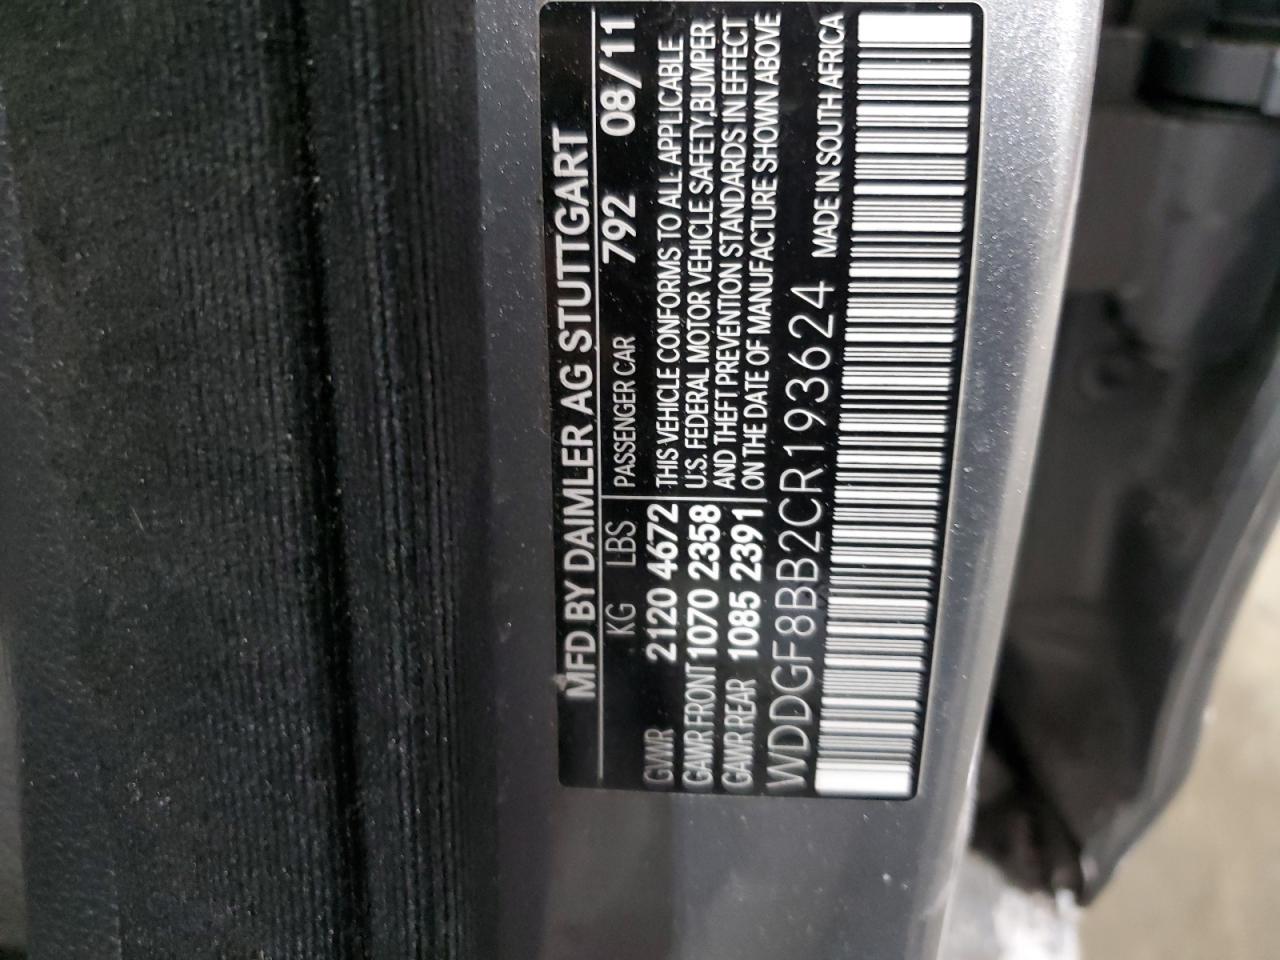 MFD BY DAIMLER AG STUTTGART
KG LBS PASSENGER CAR 792 08/11
GVWR 2120 4672 THIS VEHICLE CONFORMS TO ALL APPLICABLE
GAWR FRONT 1070 2358 U.S. FEDERAL MOTOR VEHICLE SAFETY,BUMPER
GAWR REAR 1085 2391 AND THEFT PREVENTION STANDARDS IN EFFECT
ON THE DATE OF MANUFACTURE SHOWN ABOVE
WDDGF8BB2CR193624 MADE IN SOUTH AFRICA